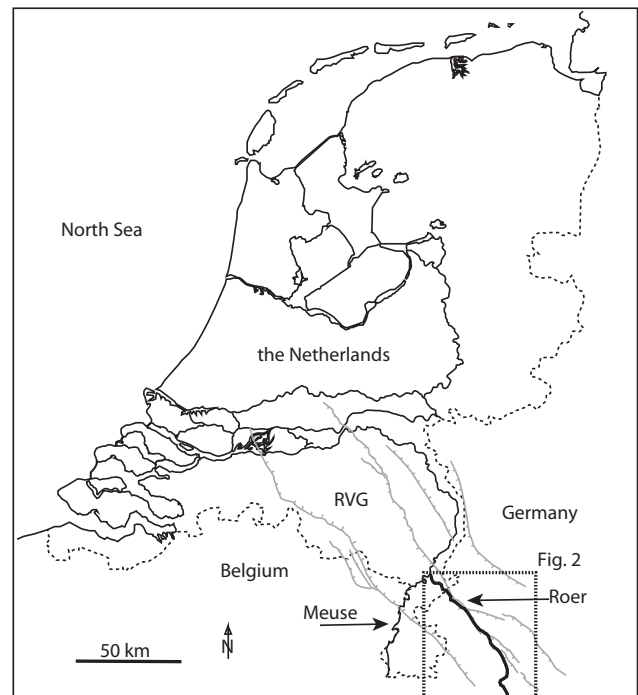 North Sea
the Netherlands
RVG
Germany
Fig. 2
Belgium
Roer
Meuse
N
50 km